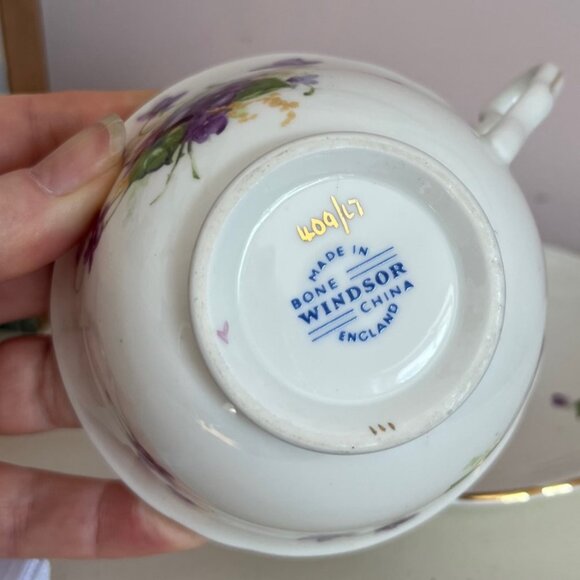 409/L7
MADE IN
BONE
WINDSOR
CHINA
ENGLAND